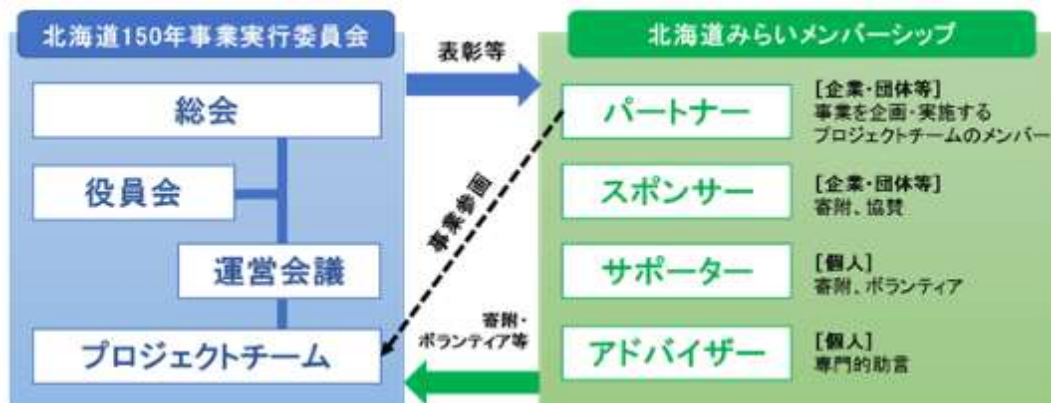 北海道150年事業実行委員会
総会
役員会
運営会議
プロジェクトチーム
表彰等
事業参画
寄附・
ボランティア等
北海道みらいメンバーシップ
パートナー
[企業・団体等]
事業を企画・実施する
プロジェクトチームのメンバー
スポンサー
[企業・団体等]
寄附、協賛
サポーター
[個人]
寄附、ボランティア
アドバイザー
[個人]
専門的助言